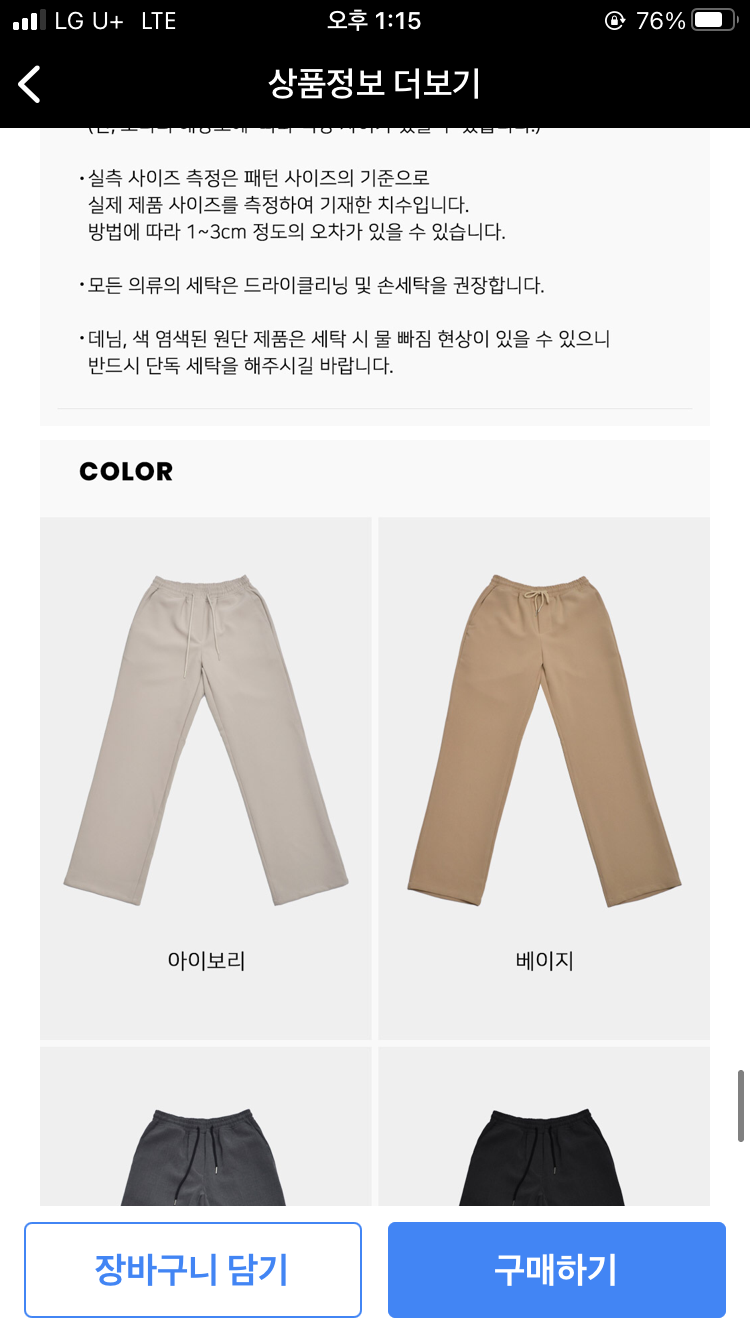 LG U+ LTE 오후 1:15 76%
상품정보 더보기
•실측 사이즈 측정은 패턴 사이즈의 기준으로
실제 제품 사이즈를 측정하여 기재한 치수입니다.
방법에 따라 1~3cm 정도의 오차가 있을 수 있습니다.
•모든 의류의 세탁은 드라이클리닝 및 손세탁을 권장합니다.
•데님, 색 염색된 원단 제품은 세탁 시 물 빠짐 현상이 있을 수 있으니
반드시 단독 세탁을 해주시길 바랍니다.
COLOR
아이보리
베이지
장바구니 담기
구매하기